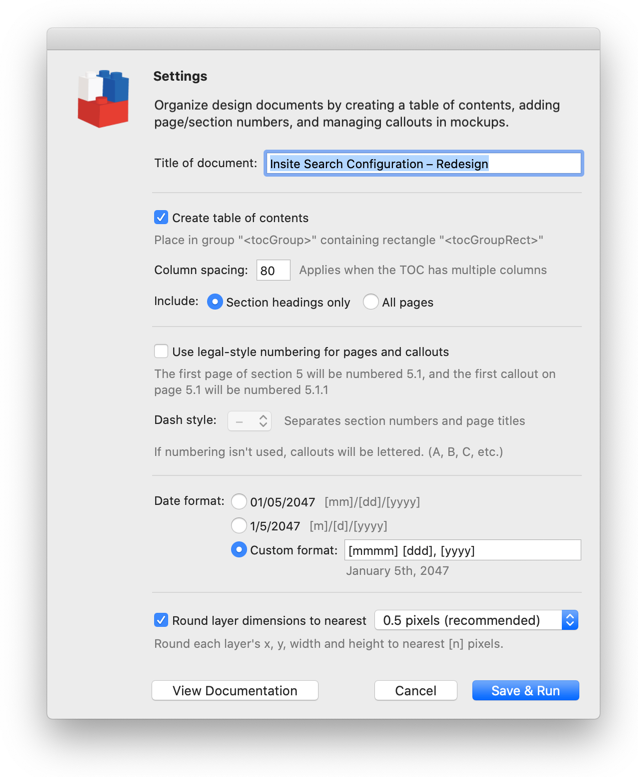 Settings
Organize design documents by creating a table of contents, adding
page/section numbers, and managing callouts in mockups.
Title of document: Insite Search Configuration – Redesign
Create table of contents
Place in group "<tocGroup>" containing rectangle "<tocGroupRect>"
Column spacing: 80 Applies when the TOC has multiple columns
Include: Section headings only All pages
Use legal-style numbering for pages and callouts
The first page of section 5 will be numbered 5.1, and the first callout on
page 5.1 will be numbered 5.1.1
Dash style: – Separates section numbers and page titles
If numbering isn't used, callouts will be lettered. (A, B, C, etc.)
Date format: 01/05/2047 [mm]/[dd]/[yyyy]
1/5/2047 [m]/[d]/[yyyy]
Custom format: [mmmm] [ddd], [yyyy]
January 5th, 2047
Round layer dimensions to nearest 0.5 pixels (recommended)
Round each layer's x, y, width and height to nearest [n] pixels.
View Documentation Cancel Save & Run